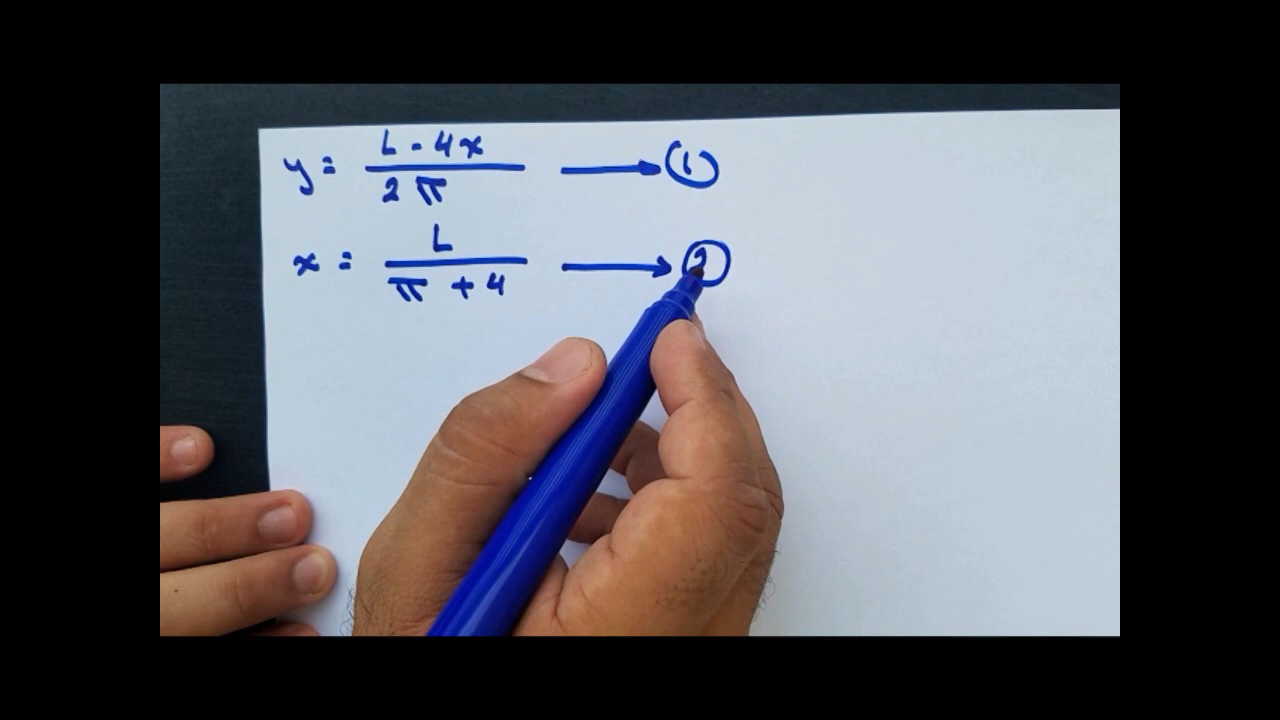 y = L - 4x / 2π → ①
x = L / π + 4 → ②